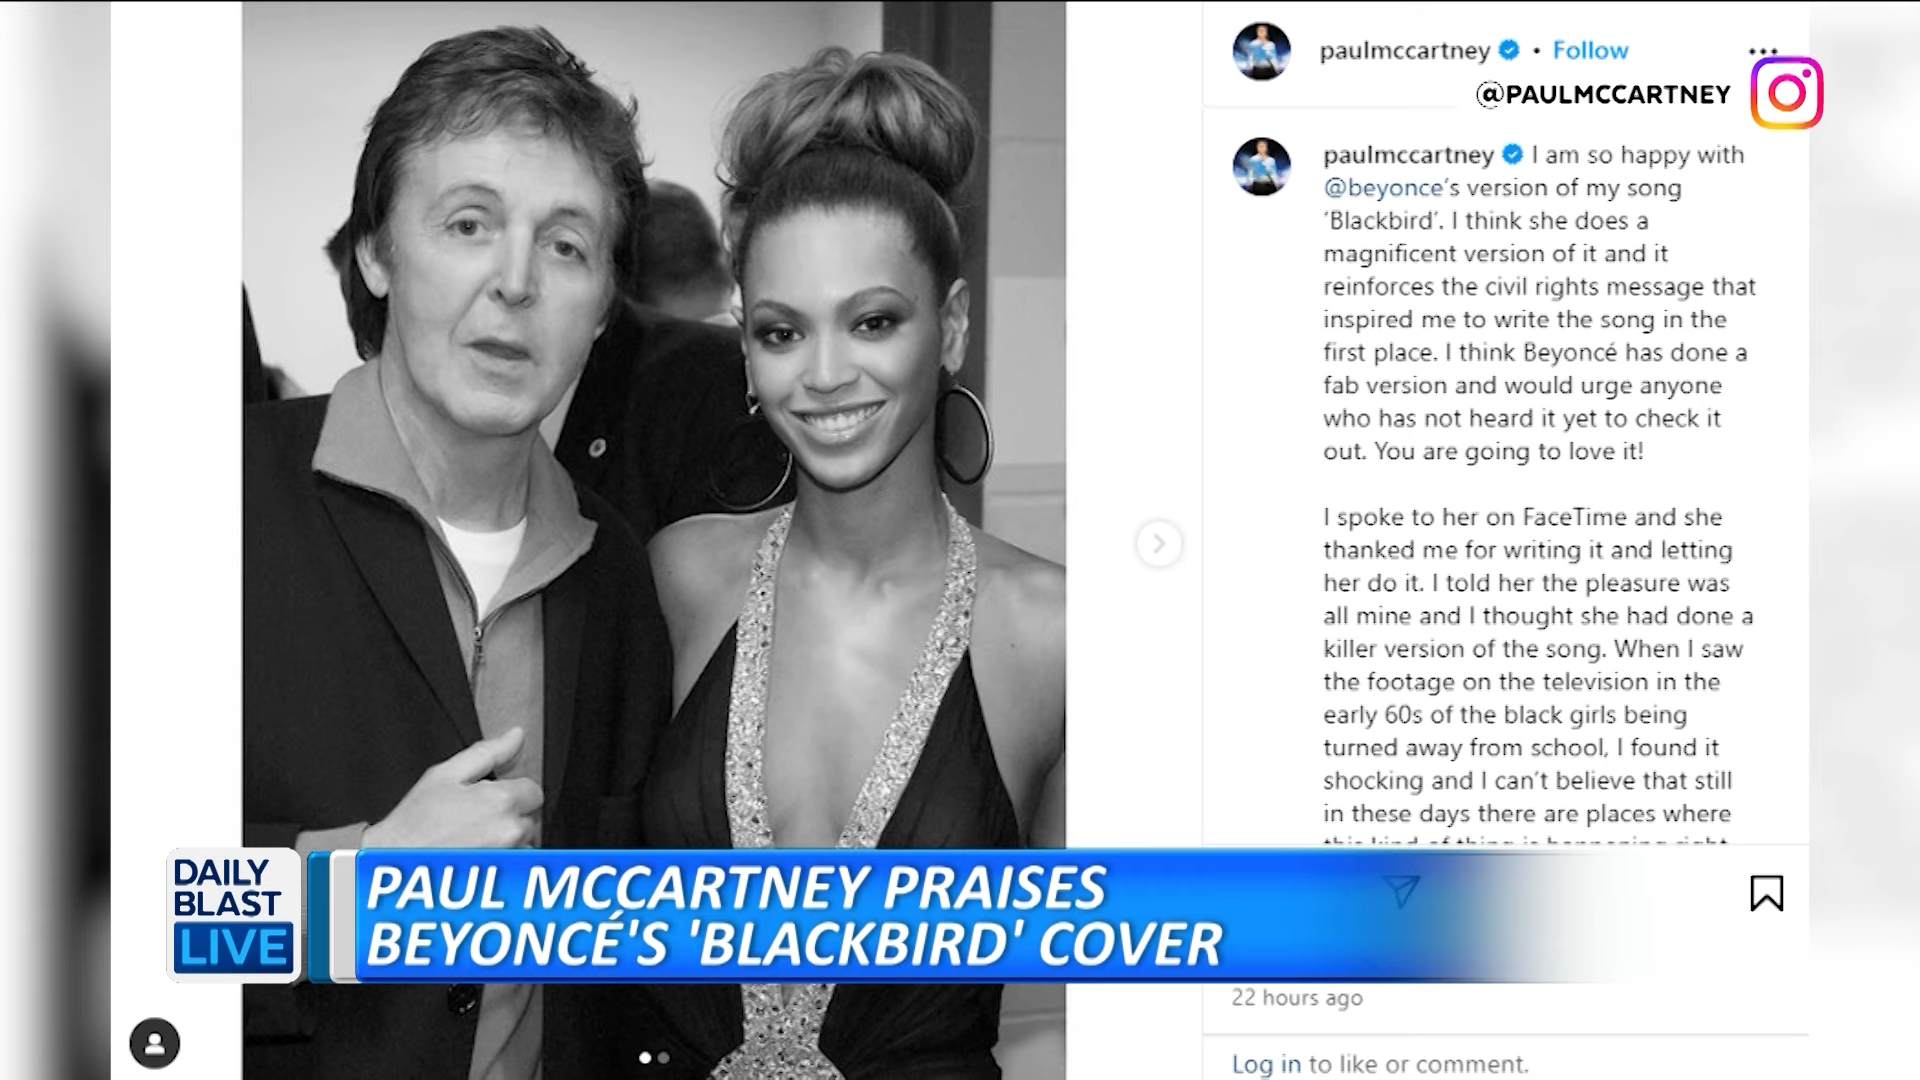 paulmccartney • Follow
@PAULMCCARTNEY
paulmccartney I am so happy with
@beyonce's version of my song
‘Blackbird’. I think she does a
magnificent version of it and it
reinforces the civil rights message that
inspired me to write the song in the
first place. I think Beyoncé has done a
fab version and would urge anyone
who has not heard it yet to check it
out. You are going to love it!
I spoke to her on FaceTime and she
thanked me for writing it and letting
her do it. I told her the pleasure was
all mine and I thought she had done a
killer version of the song. When I saw
the footage on the television in the
early 60s of the black girls being
turned away from school, I found it
shocking and I can’t believe that still
in these days there are places where
this kind of thing is happening right
DAILY
BLAST
LIVE
PAUL MCCARTNEY PRAISES
BEYONCÉ'S 'BLACKBIRD' COVER
22 hours ago
Log in to like or comment.